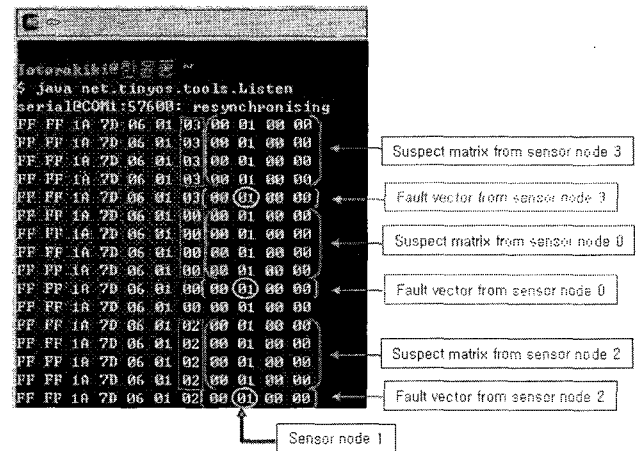 $ java net.tinyos.tools.Listen
serial@COM1:57600: resynchronising
FF FF 1A 7D 06 01 03 00 01 00 00
FF FF 1A 7D 06 01 03 00 01 00 00
FF FF 1A 7D 06 01 03 00 01 00 00
Suspect matrix from sensor node 3
FF FF 1A 7D 06 01 03 00 01 00 00
FF FF 1A 7D 06 01 03 00 01 00 00
Fault vector from sensor node 3
FF FF 1A 7D 06 01 00 00 01 00 00
FF FF 1A 7D 06 01 00 00 01 00 00
Suspect matrix from sensor node 0
FF FF 1A 7D 06 01 00 00 01 00 00
FF FF 1A 7D 06 01 00 00 01 00 00
FF FF 1A 7D 06 01 00 00 01 00 00
Fault vector from sensor node 0
FF FF 1A 7D 06 01 00 00 01 00 00
FF FF 1A 7D 06 01 02 00 01 00 00
FF FF 1A 7D 06 01 02 00 01 00 00
Suspect matrix from sensor node 2
FF FF 1A 7D 06 01 02 00 01 00 00
FF FF 1A 7D 06 01 02 00 01 00 00
FF FF 1A 7D 06 01 02 00 01 00 00
Fault vector from sensor node 2
Sensor node 1